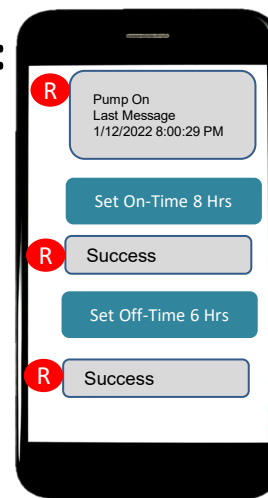 :
R
Pump On
Last Message
1/12/2022 8:00:29 PM
Set On-Time 8 Hrs
R
Success
Set Off-Time 6 Hrs
R
Success